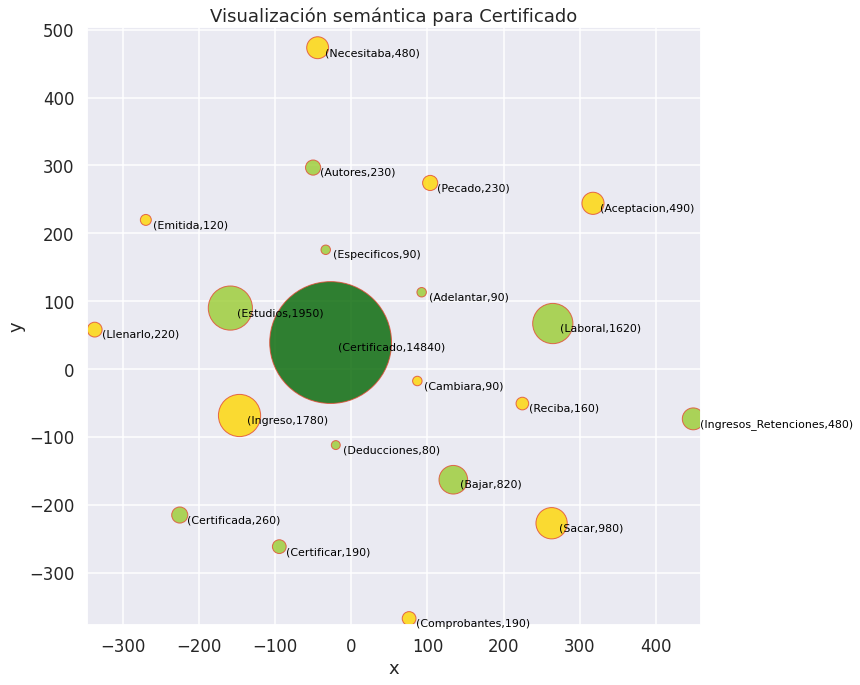 Visualización semántica para Certificado
500
(Necesitaba,480)
400
300
(Autores,230)
(Pecado,230)
(Aceptacion,490)
(Emitida,120)
200
(Especificos,90)
(Adelantar,90)
100
(Estudios,1950)
(Laboral,1620)
(Llenarlo,220)
(Certificado,14840)
y
0
(Cambiara,90)
(Reciba,160)
(Ingreso,1780)
(Ingresos_Retenciones,480)
−100
(Deducciones,80)
(Bajar,820)
−200
(Certificada,260)
(Sacar,980)
(Certificar,190)
−300
(Comprobantes,190)
−300 −200 −100 0 100 200 300 400
x